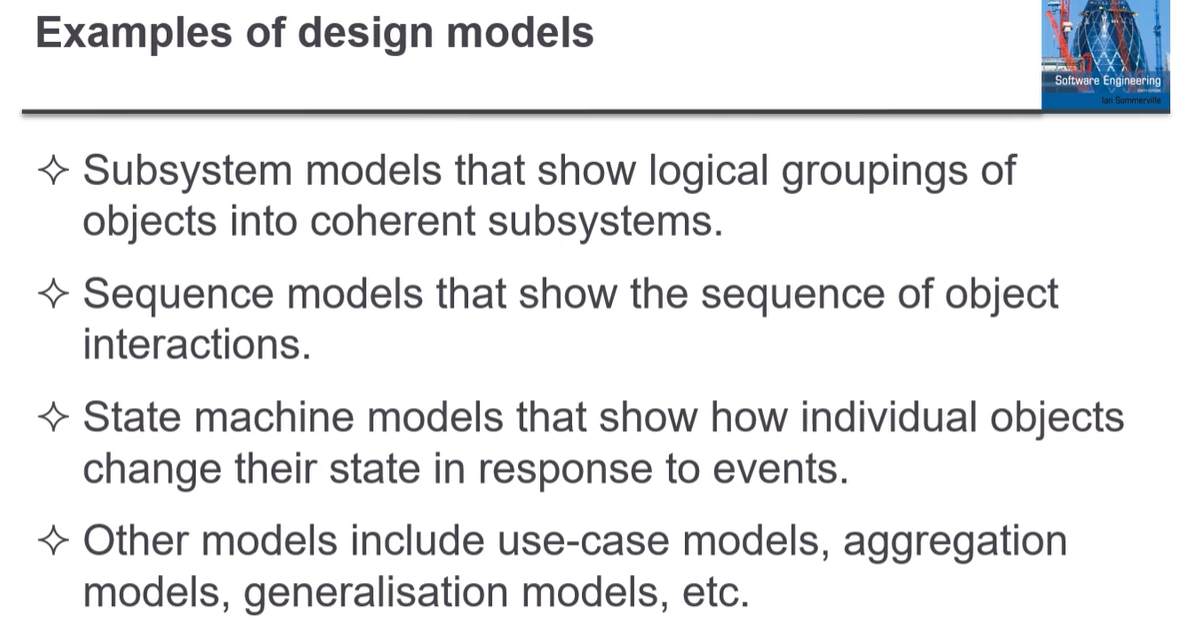 Examples of design models
Software Engineering
Ian Sommerville
✧ Subsystem models that show logical groupings of
objects into coherent subsystems.
✧ Sequence models that show the sequence of object
interactions.
✧ State machine models that show how individual objects
change their state in response to events.
✧ Other models include use-case models, aggregation
models, generalisation models, etc.